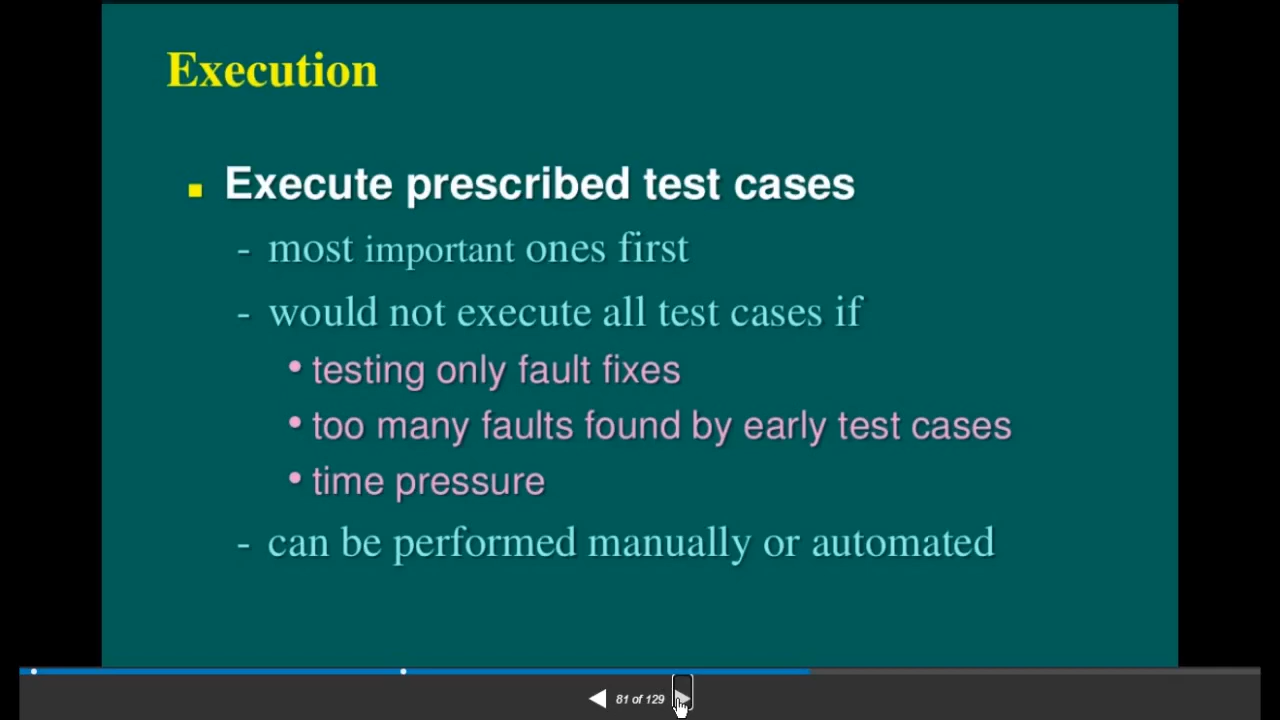 Execution
Execute prescribed test cases
- most important ones first
- would not execute all test cases if
• testing only fault fixes
• too many faults found by early test cases
• time pressure
- can be performed manually or automated
81 of 129